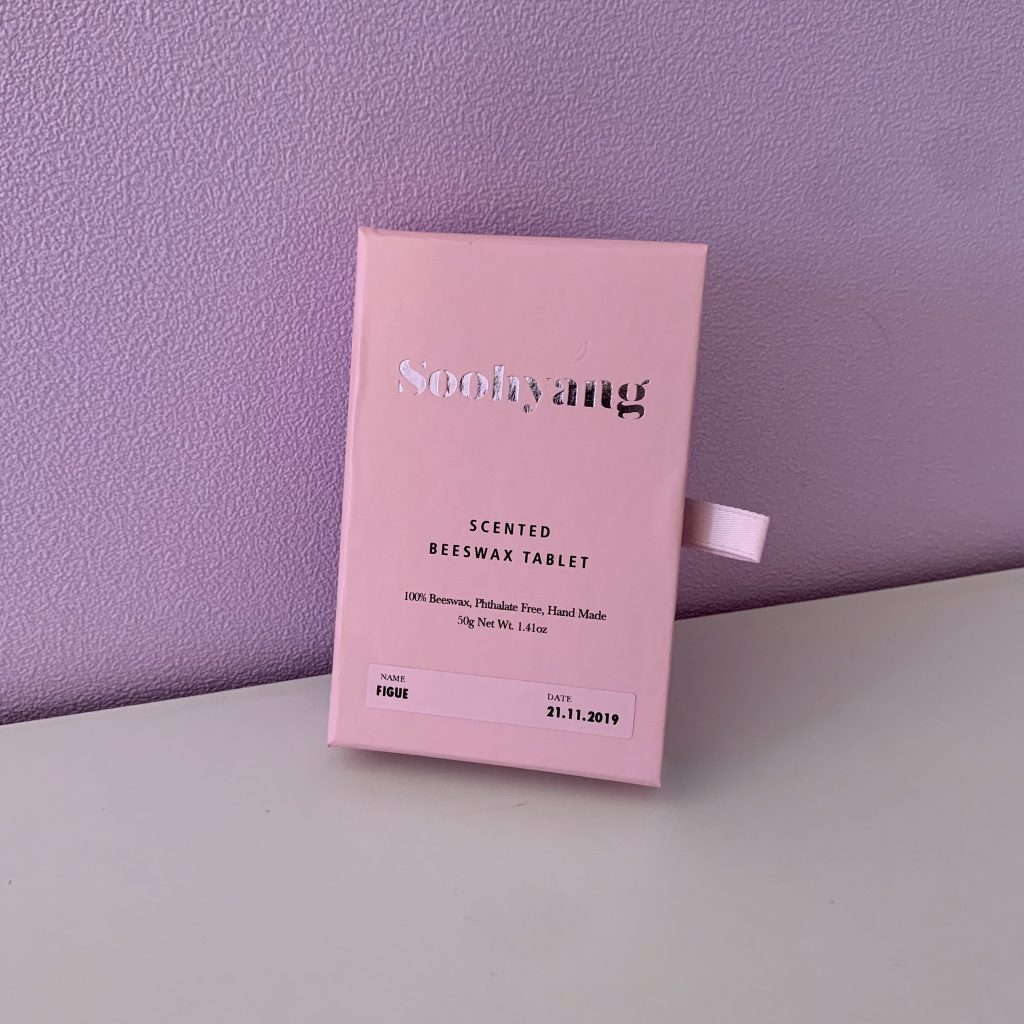 Soohyang
SCENTED
BEESWAX TABLET
100% Beeswax, Phthalate Free, Hand Made
50g Net Wt. 1.41oz
NAME
FIGUE
DATE
21.11.2019